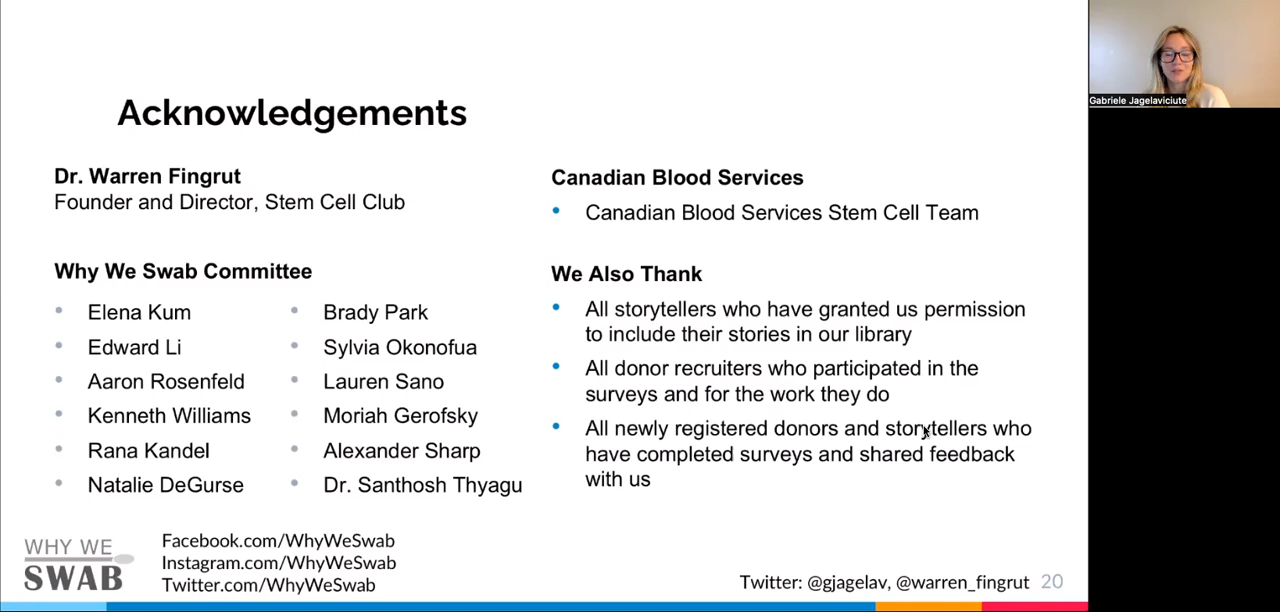 Acknowledgements
Dr. Warren Fingrut
Founder and Director, Stem Cell Club
Why We Swab Committee
Elena Kum
Edward Li
Aaron Rosenfeld
Kenneth Williams
Rana Kandel
Natalie DeGurse
Brady Park
Sylvia Okonofua
Lauren Sano
Moriah Gerofsky
Alexander Sharp
Dr. Santhosh Thyagu
Canadian Blood Services
Canadian Blood Services Stem Cell Team
We Also Thank
All storytellers who have granted us permission
to include their stories in our library
All donor recruiters who participated in the
surveys and for the work they do
All newly registered donors and storytellers who
have completed surveys and shared feedback
with us
WHY WE
SWAB
Facebook.com/WhyWeSwab
Instagram.com/WhyWeSwab
Twitter.com/WhyWeSwab
Twitter: @gjagelav, @warren_fingrut
20
Gabriele Jagelaviciute